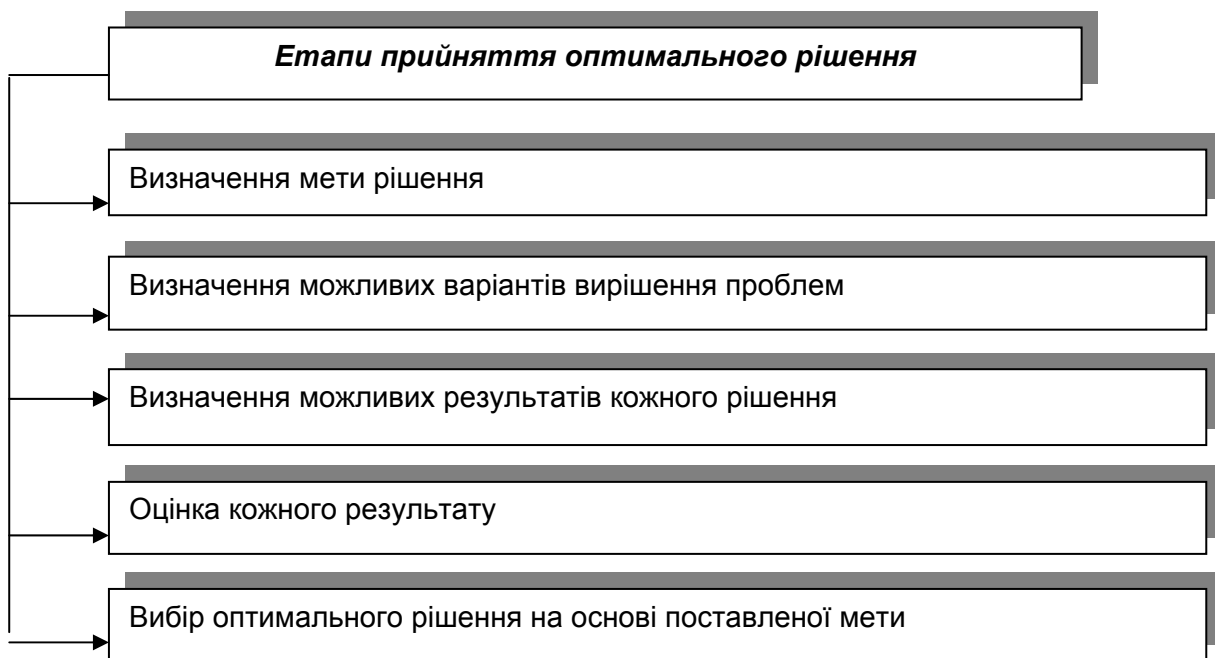 Етапи прийняття оптимального рішення
Визначення мети рішення
Визначення можливих варіантів вирішення проблем
Визначення можливих результатів кожного рішення
Оцінка кожного результату
Вибір оптимального рішення на основі поставленої мети